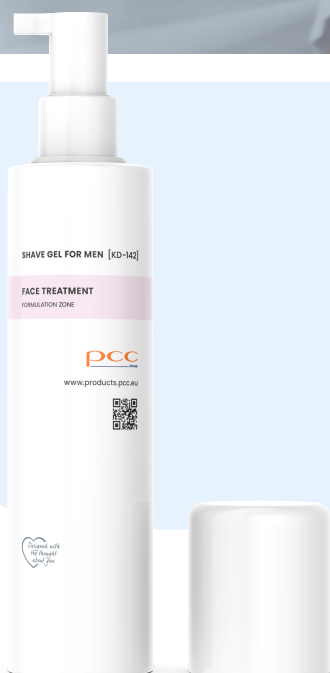 SHAVE GEL FOR MEN [KD-142]
FACE TREATMENT
FORMULATION ZONE
pcc
Group
www.products.pcc.eu
Designed with
the thought
about you